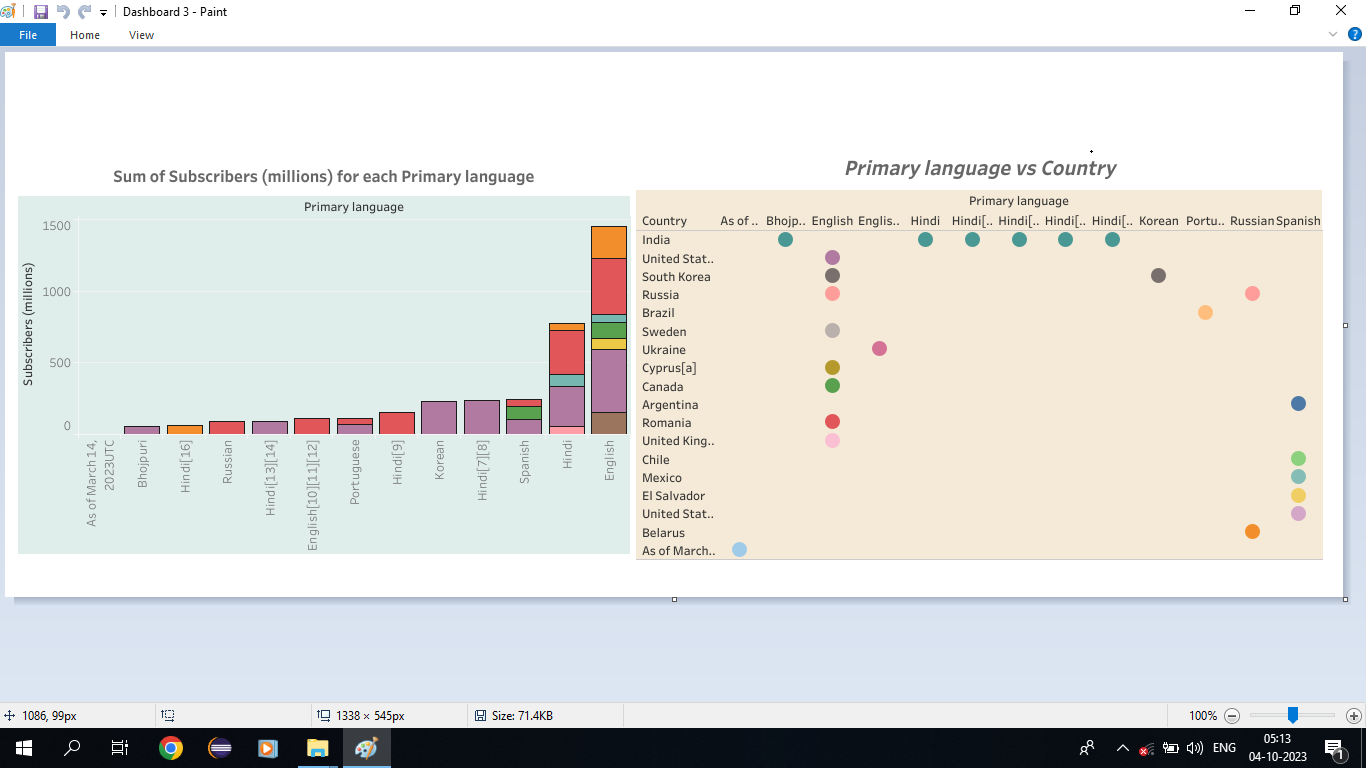 Dashboard 3 - Paint
File Home View
Sum of Subscribers (millions) for each Primary language
Primary language
Subscribers (millions)
1500
1000
500
0
As of March 14,
2023UTC
Bhojpuri
Hindi[16]
Russian
Hindi[13][14]
English[10][11][12]
Portuguese
Hindi[9]
Korean
Hindi[7][8]
Spanish
Hindi
English
Primary language vs Country
Primary language
Country As of .. Bhojp.. English Englis.. Hindi Hindi[.. Hindi[.. Hindi[.. Hindi[.. Korean Portu.. Russian Spanish
India
United Stat..
South Korea
Russia
Brazil
Sweden
Ukraine
Cyprus[a]
Canada
Argentina
Romania
United King..
Chile
Mexico
El Salvador
United Stat..
Belarus
As of March..
1086, 99px 1338 × 545px Size: 71.4KB 100%
ENG
05:13
04-10-2023
1